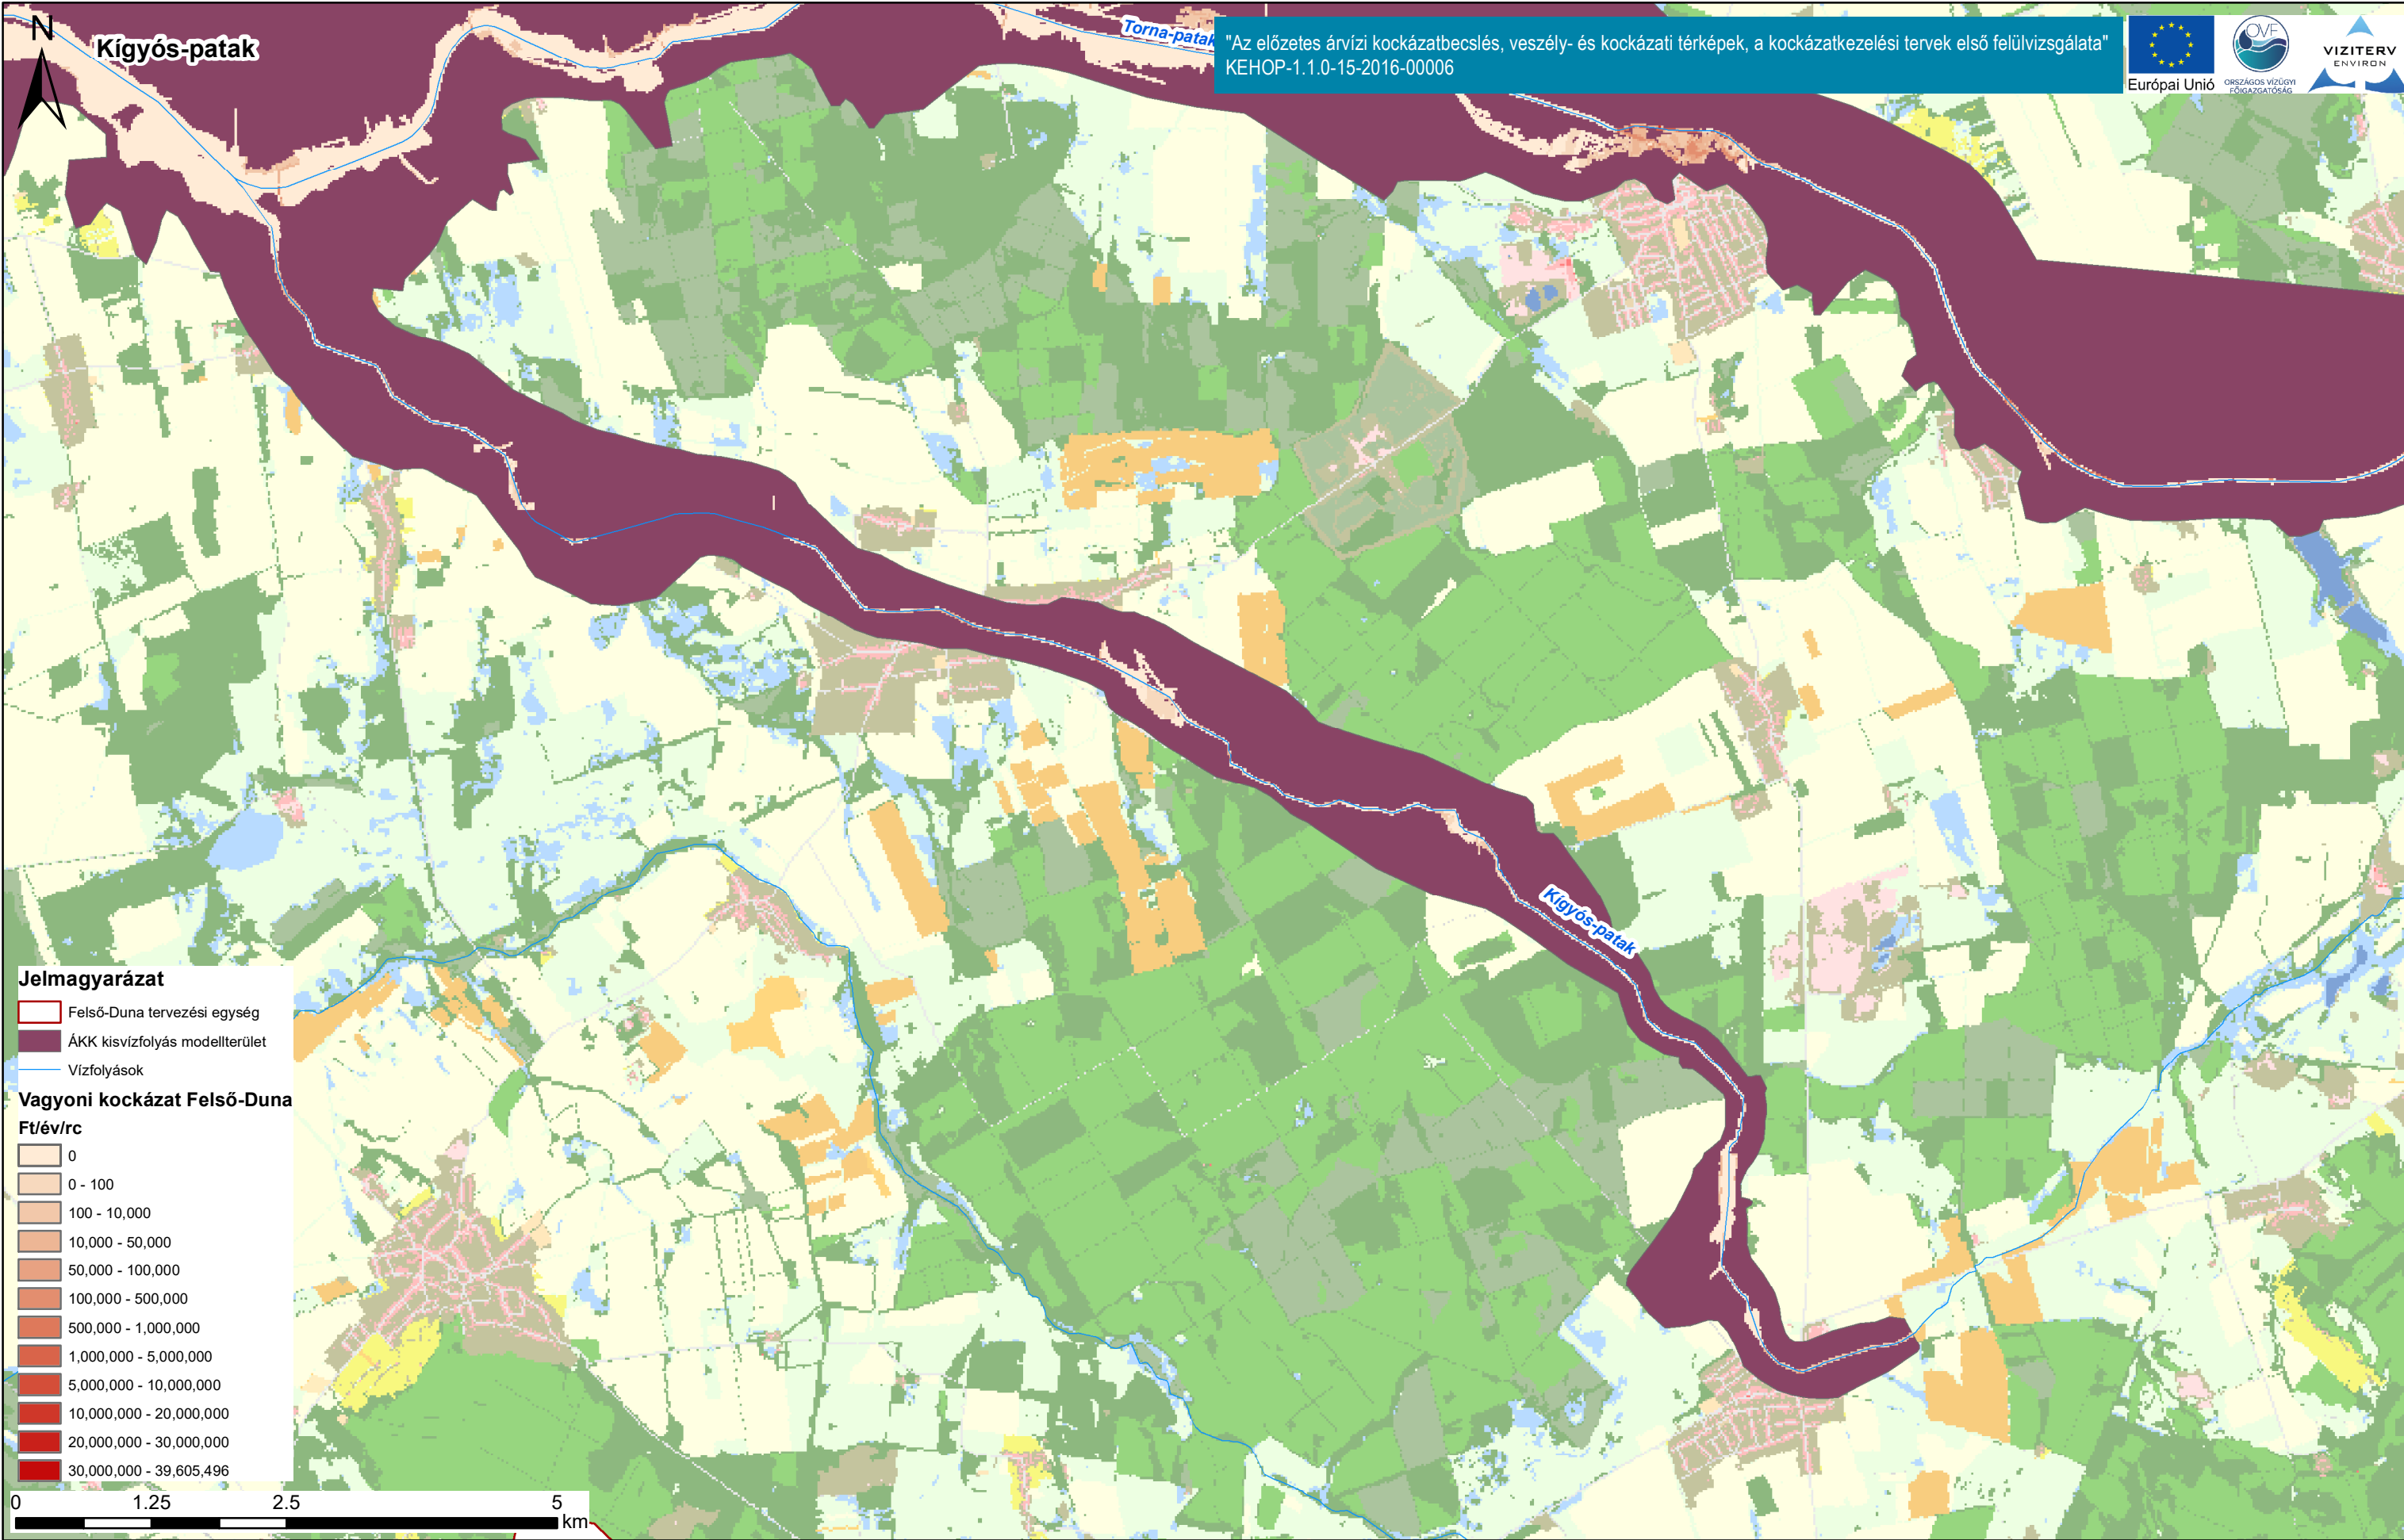 N
Kígyós-patak
Torna-patak
"Az előzetes árvízi kockázatbecslés, veszély- és kockázati térképek, a kockázatkezelési tervek első felülvizsgálata"
KEHOP-1.1.0-15-2016-00006
Európai Unió
OVF
ORSZÁGOS VÍZÜGYI
FŐIGAZGATÓSÁG
VIZITERV
ENVIRON
Kígyós-patak
Jelmagyarázat
Felső-Duna tervezési egység
ÁKK kisvízfolyás modellterület
Vízfolyások
Vagyoni kockázat Felső-Duna
Ft/év/rc
0
0 - 100
100 - 10,000
10,000 - 50,000
50,000 - 100,000
100,000 - 500,000
500,000 - 1,000,000
1,000,000 - 5,000,000
5,000,000 - 10,000,000
10,000,000 - 20,000,000
20,000,000 - 30,000,000
30,000,000 - 39,605,496
0 1.25 2.5 5
km